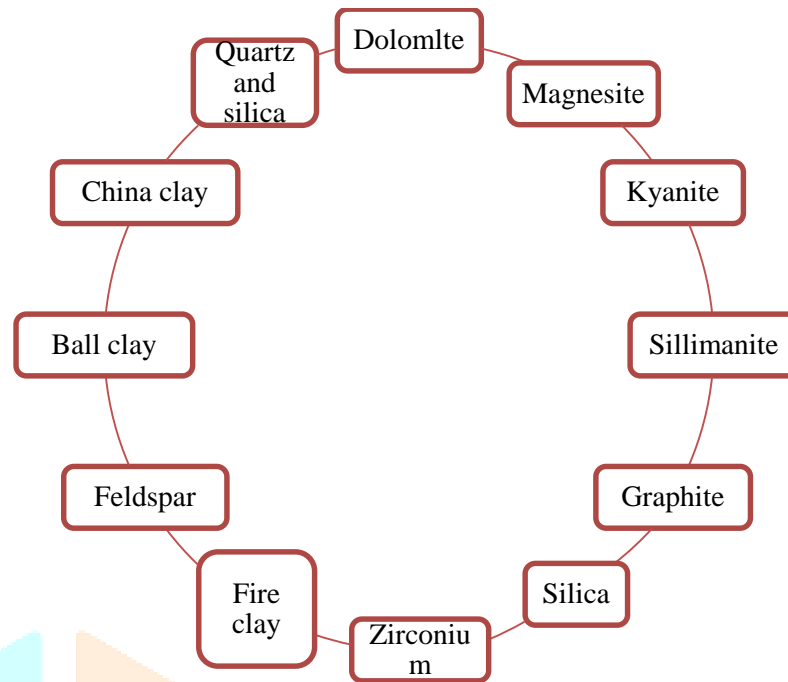 Dolomlte
Magnesite
Kyanite
Sillimanite
Graphite
Silica
Zirconiu
m
Fire
clay
Feldspar
Ball clay
China clay
Quartz
and
silica